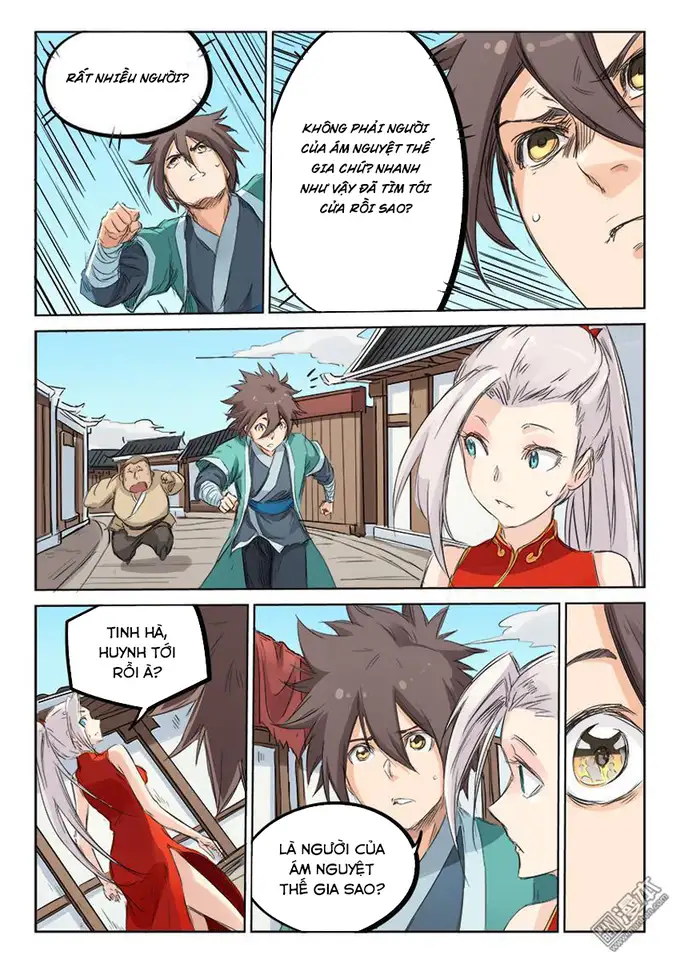 RẤT NHIỀU NGƯỜI?
KHÔNG PHẢI NGƯỜI
CỦA ÁM NGUYỆT THẾ
GIA CHỨ? NHANH
NHƯ VẬY ĐÃ TÌM TỚI
CỬA RỒI SAO?
TINH HÀ,
HUYNH TỚI
RỒI À?
LÀ NGƯỜI CỦA
ÁM NGUYỆT
THẾ GIA SAO?